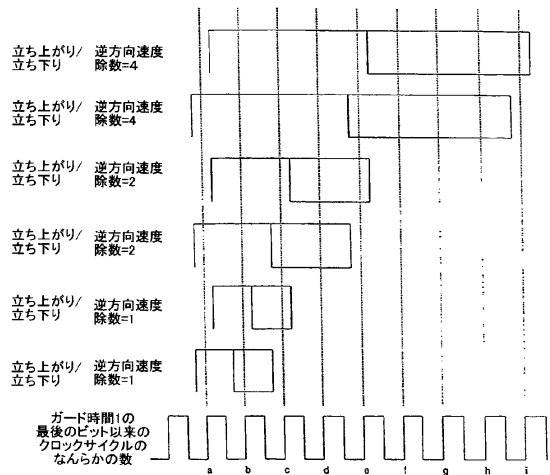 立ち上がり/ 逆方向速度
立ち下り 除数=4
立ち上がり/ 逆方向速度
立ち下り 除数=4
立ち上がり/ 逆方向速度
立ち下り 除数=2
立ち上がり/ 逆方向速度
立ち下り 除数=2
立ち上がり/ 逆方向速度
立ち下り 除数=1
立ち上がり/ 逆方向速度
立ち下り 除数=1
ガード時間1の
最後のビット以来の
クロックサイクルの
なんらかの数
a b c d e f g h i